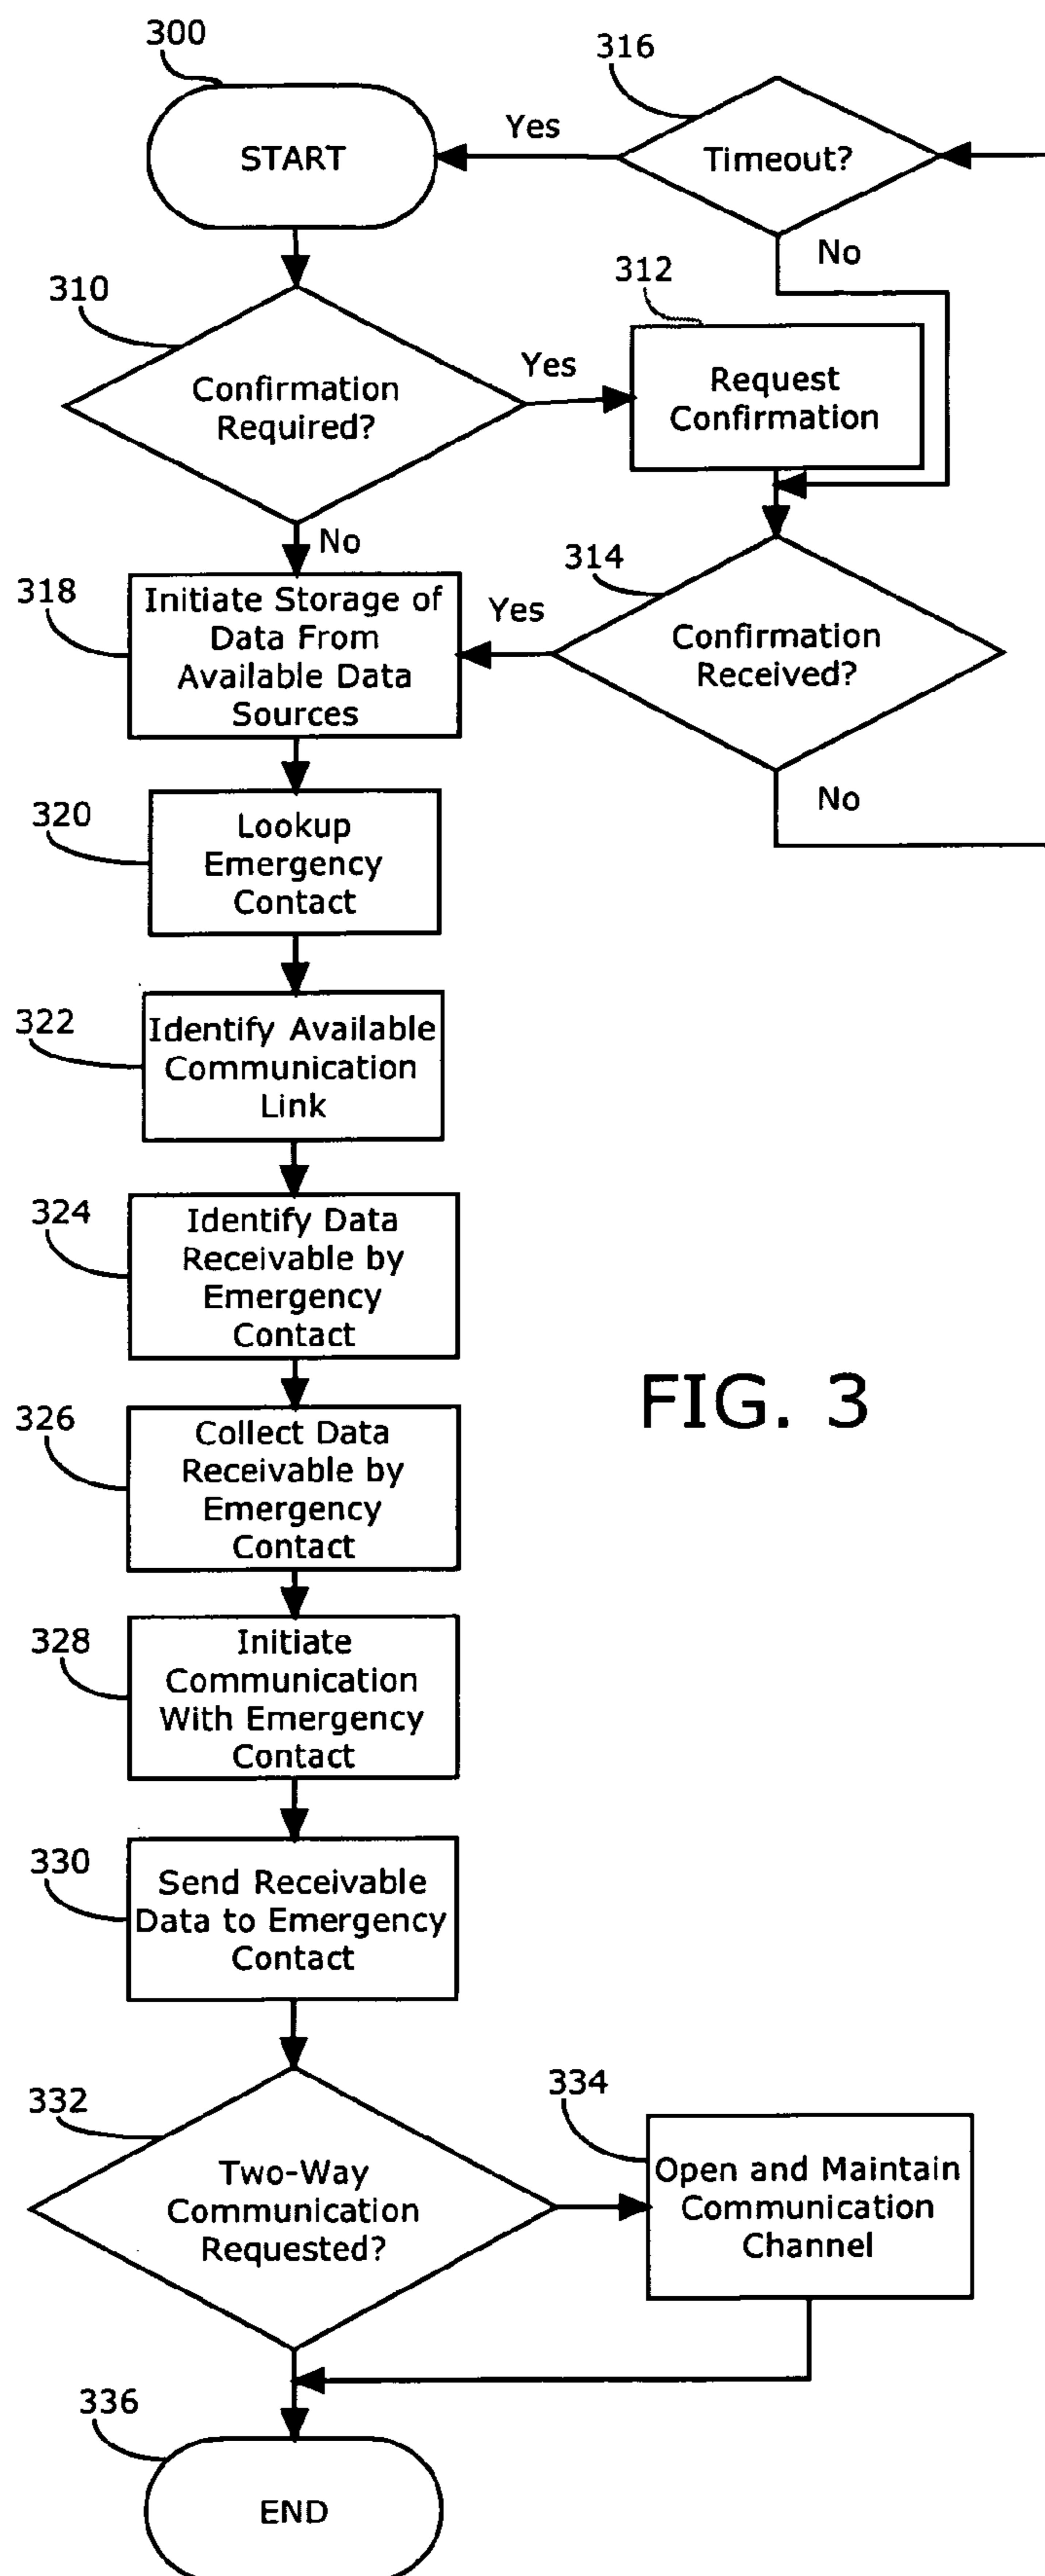 300
START
Yes
316
Timeout?
No
310
Confirmation
Required?
Yes
312
Request
Confirmation
No
314
Confirmation
Received?
Yes
No
318
Initiate Storage of
Data From
Available Data
Sources
320
Lookup
Emergency
Contact
322
Identify Available
Communication
Link
324
Identify Data
Receivable by
Emergency
Contact
FIG. 3
326
Collect Data
Receivable by
Emergency
Contact
328
Initiate
Communication
With Emergency
Contact
330
Send Receivable
Data to Emergency
Contact
332
Two-Way
Communication
Requested?
334
Open and Maintain
Communication
Channel
336
END